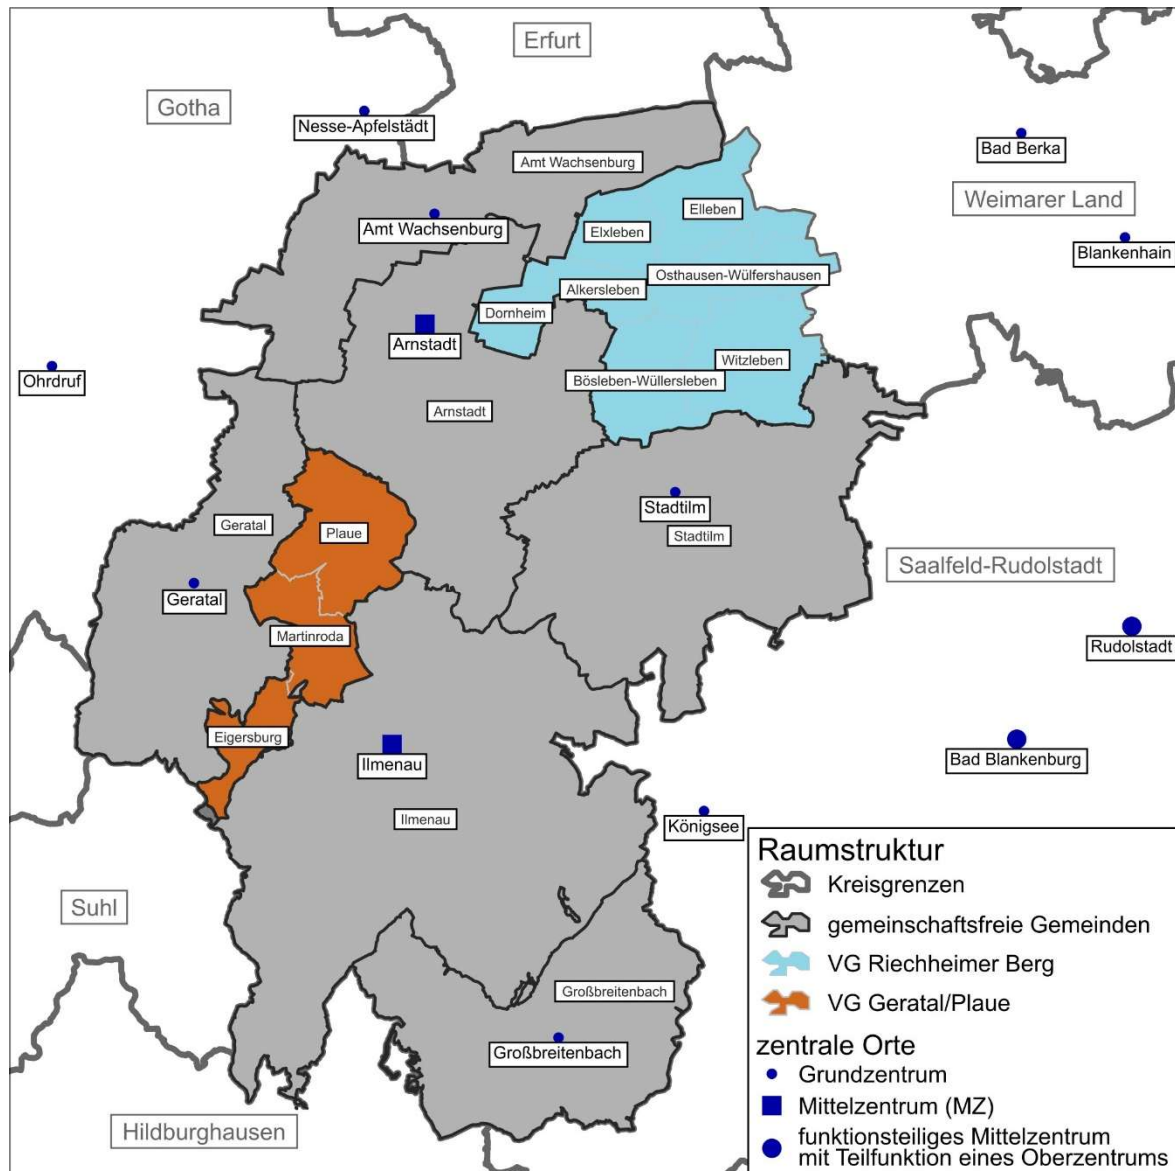 Erfurt
Gotha
Nesse-Apfelstädt
Bad Berka
Amt Wachsenburg
Weimarer Land
Elleben
Amt Wachsenburg
Elxleben
Blankenhain
Osthausen-Wülfershausen
Alkersleben
Dornheim
Arnstadt
Witzleben
Ohrdruf
Bösleben-Wüllersleben
Arnstadt
Stadtilm
Geratal
Plaue
Stadtilm
Saalfeld-Rudolstadt
Geratal
Martinroda
Rudolstadt
Eigersburg
Ilmenau
Bad Blankenburg
Ilmenau
Königsee
Suhl
Großbreitenbach
Großbreitenbach
Hildburghausen
Raumstruktur
Kreisgrenzen
gemeinschaftsfreie Gemeinden
VG Riechheimer Berg
VG Geratal/Plaue
zentrale Orte
Grundzentrum
Mittelzentrum (MZ)
funktionsteiliges Mittelzentrum
mit Teilfunktion eines Oberzentrums